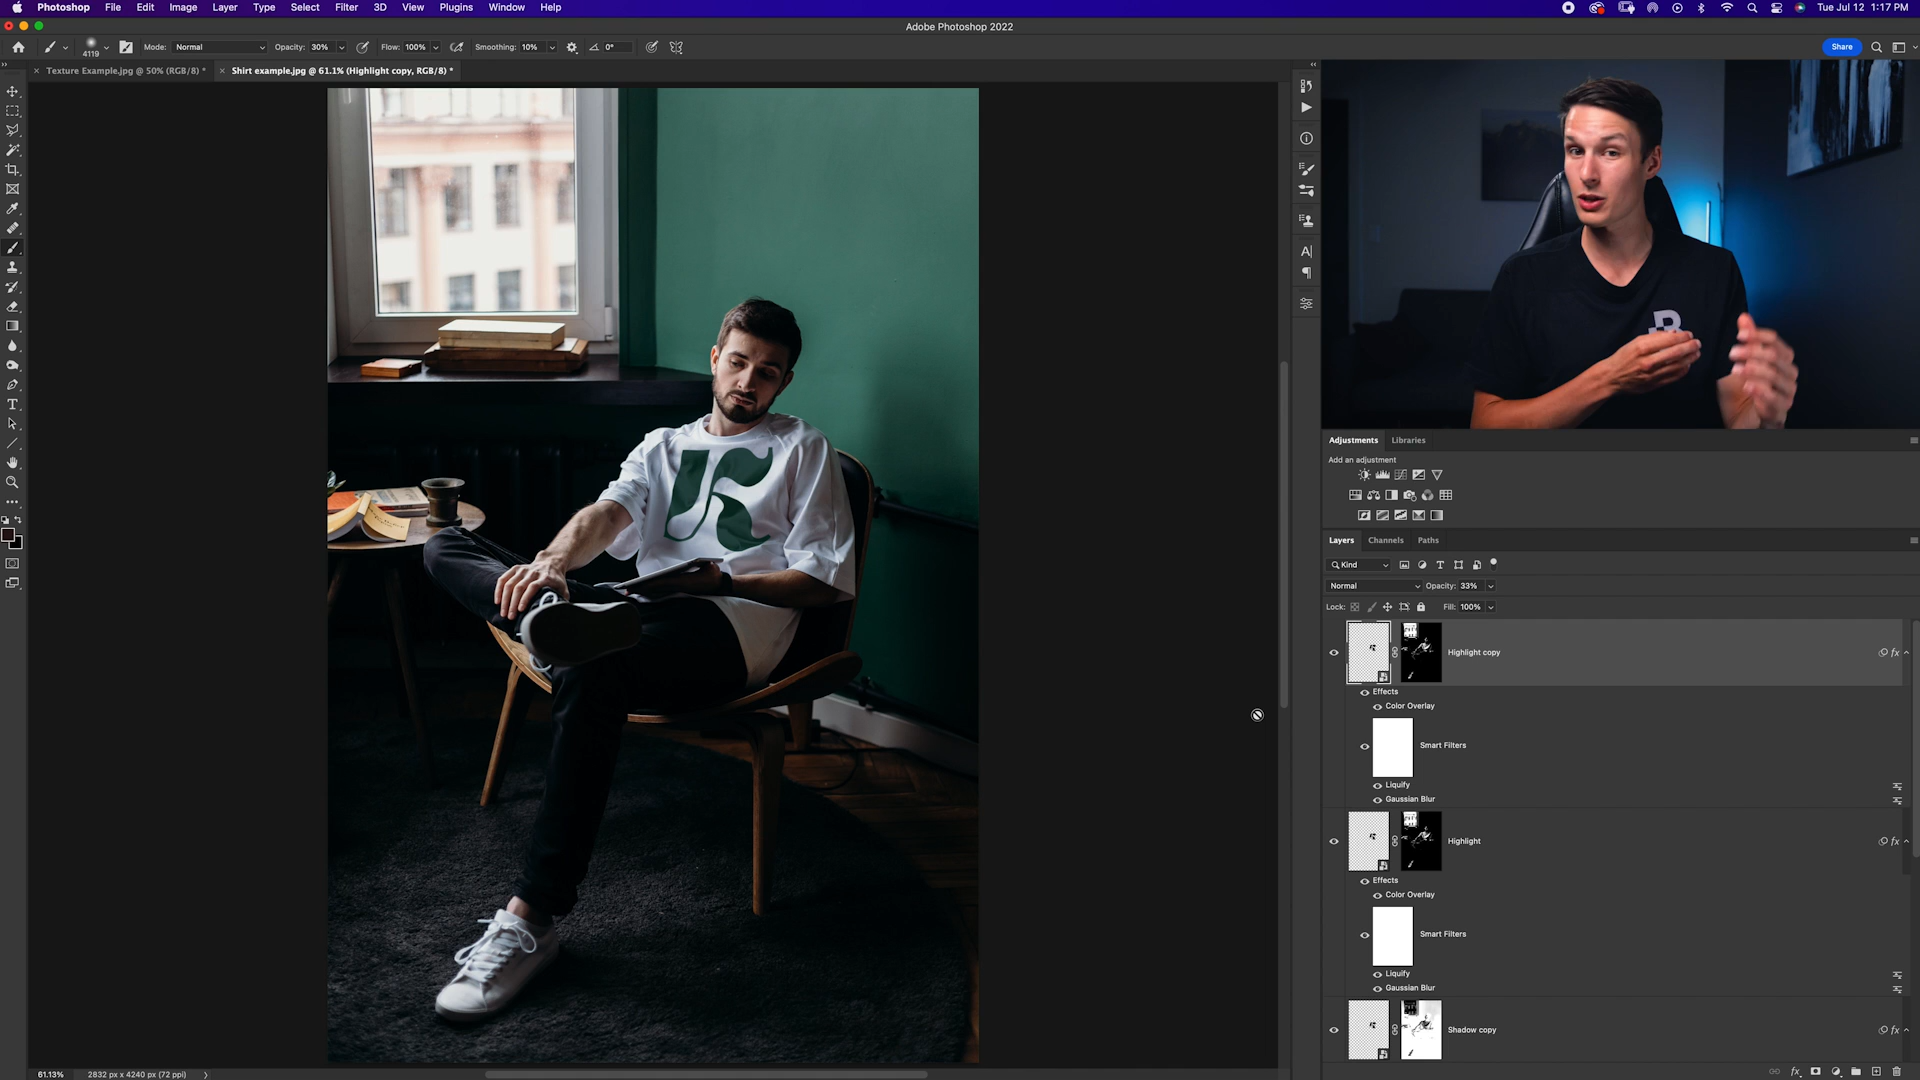 Photoshop File Edit Image Layer Type Select Filter 3D View Plugins Window Help Tue Jul 12 1:17 PM
Adobe Photoshop 2022
4119 Mode: Normal Opacity: 30% Flow: 100% Smoothing: 10% 0° Share
× Texture Example.jpg @ 50% (RGB/8) * × Shirt example.jpg @ 61.1% (Highlight copy, RGB/8) *
K
Adjustments Libraries
Add an adjustment
Layers Channels Paths
Kind
Normal Opacity: 33%
Lock: Fill: 100%
Highlight copy fx
Effects
Color Overlay
Smart Filters
Liquify
Gaussian Blur
Highlight fx
Effects
Color Overlay
Smart Filters
Liquify
Gaussian Blur
Shadow copy fx
61.13% 2832 px x 4240 px (72 ppi)
fx